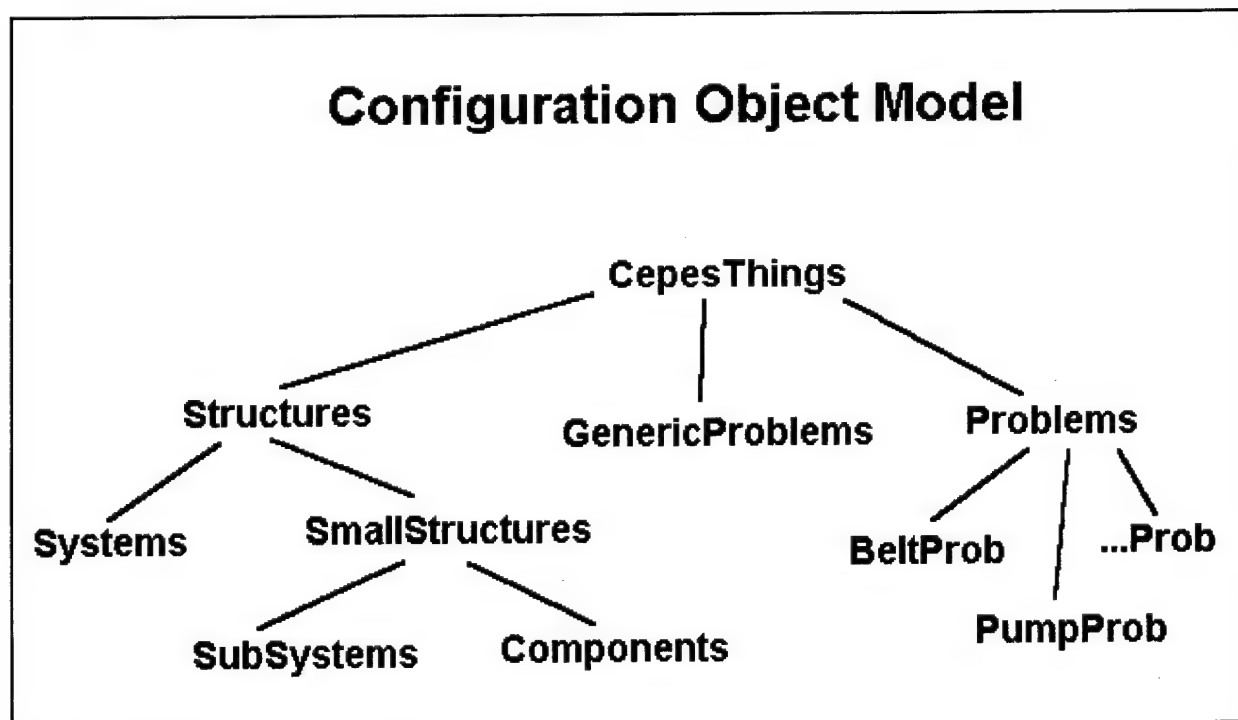 Configuration Object Model
CepesThings
Structures
GenericProblems
Problems
Systems
SmallStructures
BeltProb
...Prob
SubSystems
Components
PumpProb